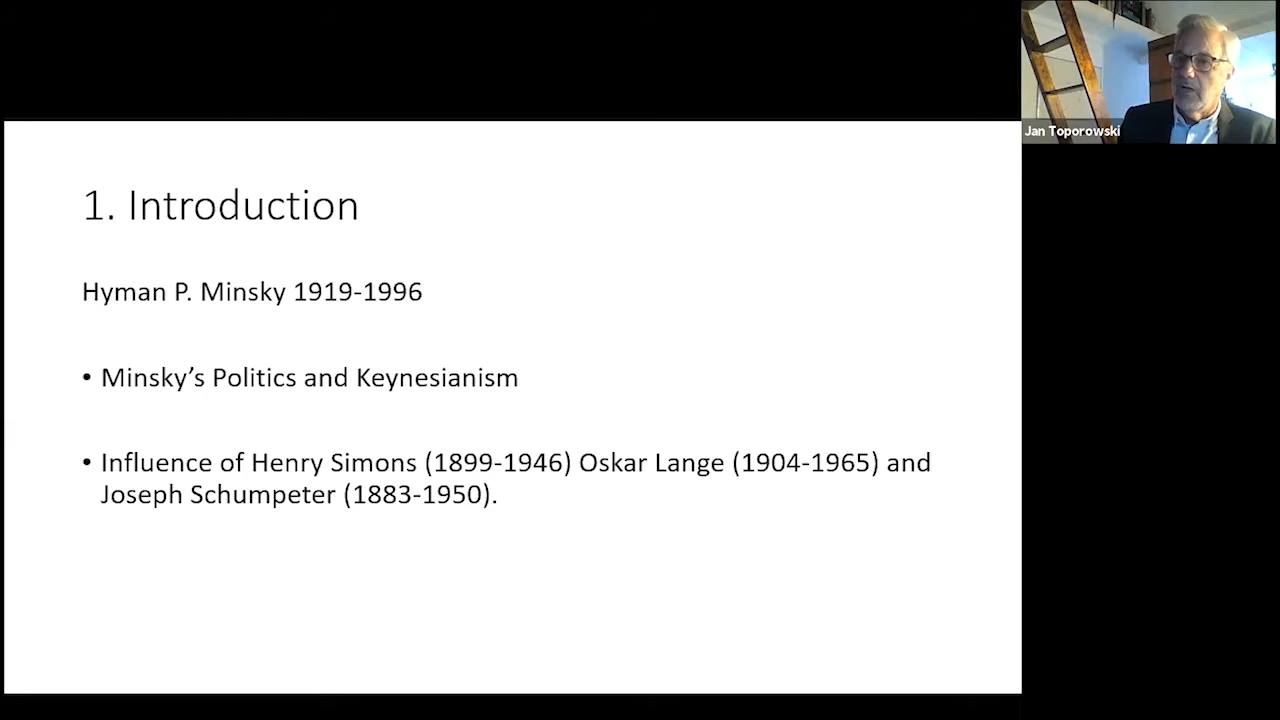 Jan Toporowski
1. Introduction
Hyman P. Minsky 1919-1996
• Minsky’s Politics and Keynesianism
• Influence of Henry Simons (1899-1946) Oskar Lange (1904-1965) and
Joseph Schumpeter (1883-1950).